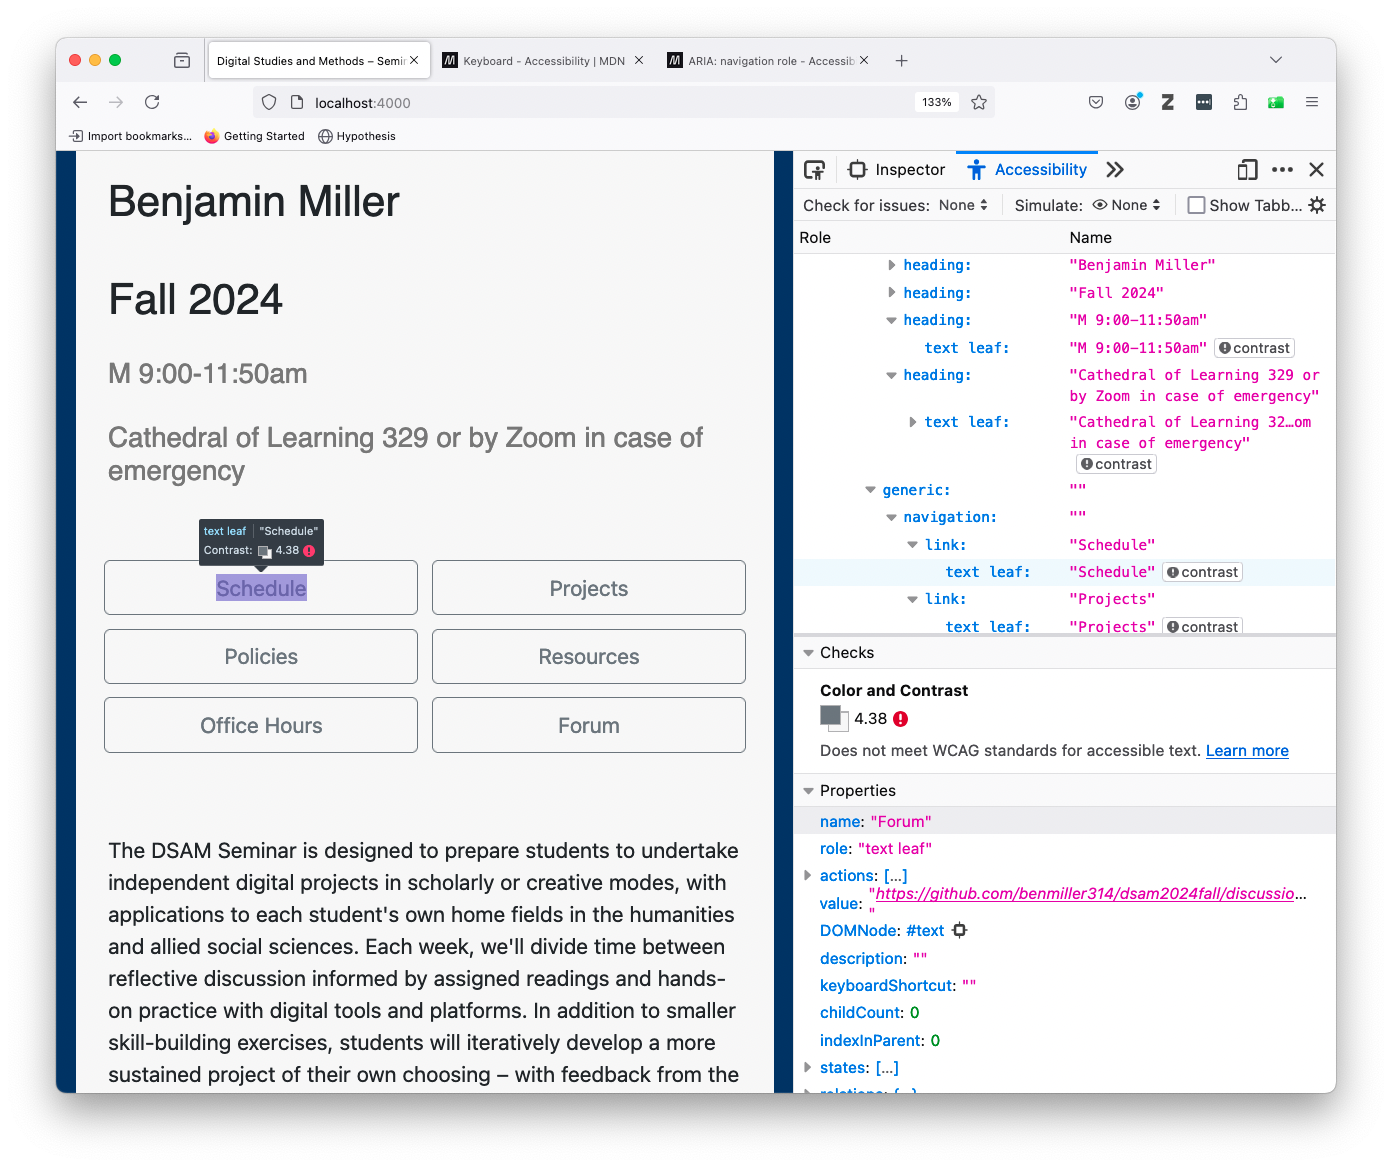 Digital Studies and Methods – Semin
Keyboard - Accessibility | MDN
ARIA: navigation role - Accessib
localhost:4000
133%
Import bookmarks...
Getting Started
Hypothesis
Benjamin Miller
Fall 2024
M 9:00-11:50am
Cathedral of Learning 329 or by Zoom in case of
emergency
text leaf "Schedule"
Contrast: 4.38
Schedule
Projects
Policies
Resources
Office Hours
Forum
The DSAM Seminar is designed to prepare students to undertake
independent digital projects in scholarly or creative modes, with
applications to each student's own home fields in the humanities
and allied social sciences. Each week, we'll divide time between
reflective discussion informed by assigned readings and hands-
on practice with digital tools and platforms. In addition to smaller
skill-building exercises, students will iteratively develop a more
sustained project of their own choosing – with feedback from the
Inspector
Accessibility
Check for issues: None
Simulate: None
Show Tabb...
Role Name
heading: "Benjamin Miller"
heading: "Fall 2024"
heading: "M 9:00-11:50am"
text leaf: "M 9:00-11:50am" contrast
heading: "Cathedral of Learning 329 or
by Zoom in case of emergency"
text leaf: "Cathedral of Learning 32…om
in case of emergency"
contrast
generic: ""
navigation: ""
link: "Schedule"
text leaf: "Schedule" contrast
link: "Projects"
text leaf: "Projects" contrast
Checks
Color and Contrast
4.38
Does not meet WCAG standards for accessible text. Learn more
Properties
name: "Forum"
role: "text leaf"
actions: […]
value: "https://github.com/benmiller314/dsam2024fall/discussio…
"
DOMNode: #text
description: ""
keyboardShortcut: ""
childCount: 0
indexInParent: 0
states: […]
relations: {…}